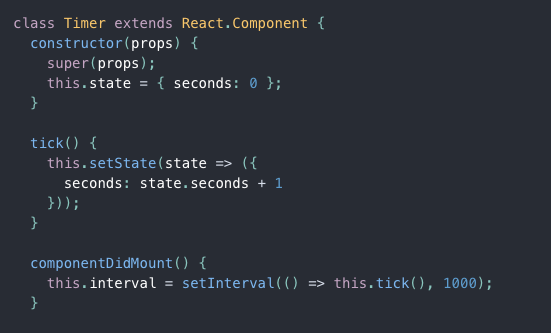 class Timer extends React.Component {
  constructor(props) {
    super(props);
    this.state = { seconds: 0 };
  }

  tick() {
    this.setState(state => ({
      seconds: state.seconds + 1
    }));
  }

  componentDidMount() {
    this.interval = setInterval(() => this.tick(), 1000);
  }